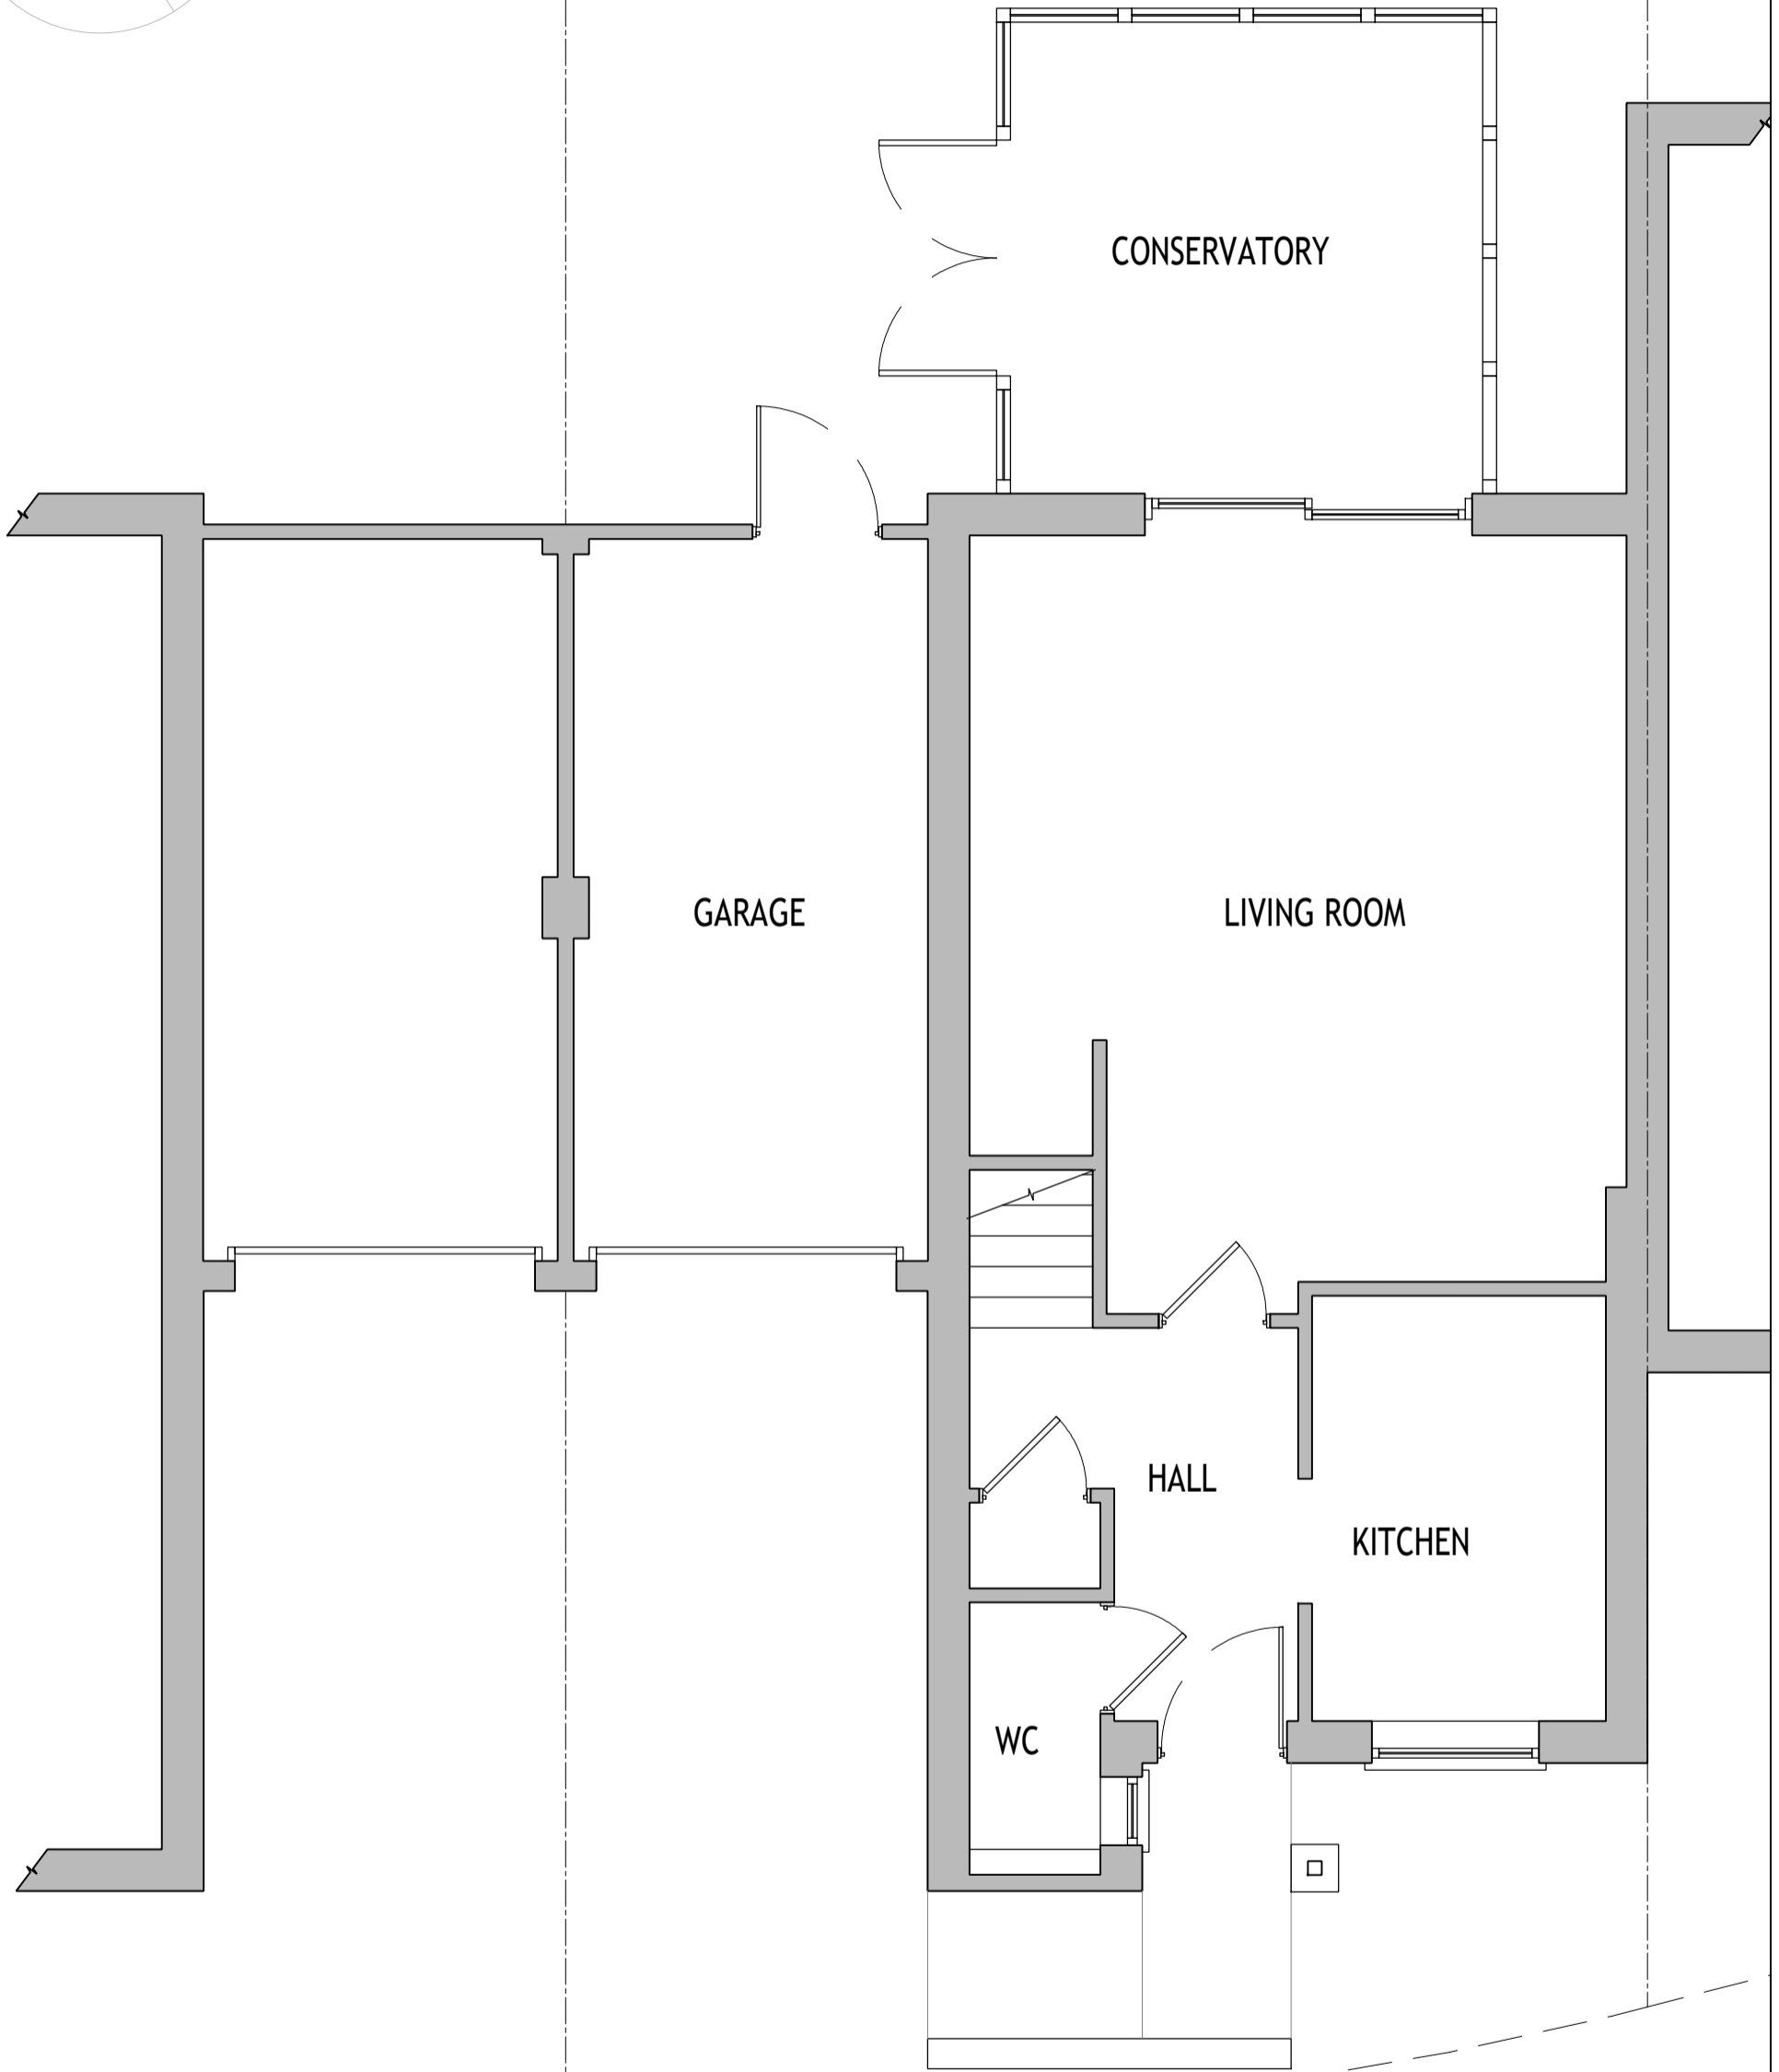 CONSERVATORY
GARAGE
LIVING ROOM
HALL
KITCHEN
WC